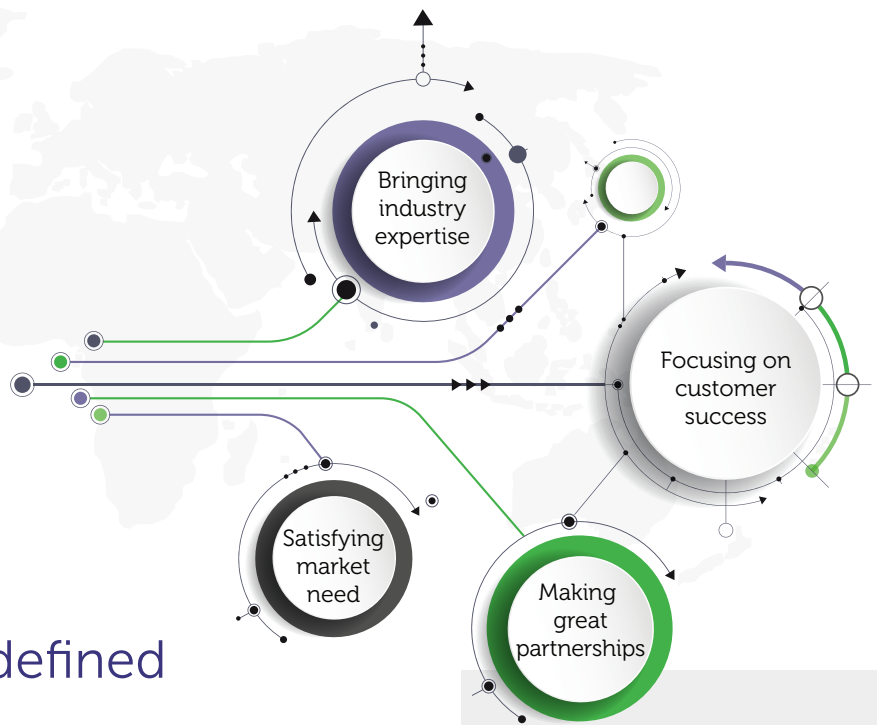 Bringing
industry
expertise
Focusing on
customer
success
Satisfying
market
need
Making
great
partnerships
defined